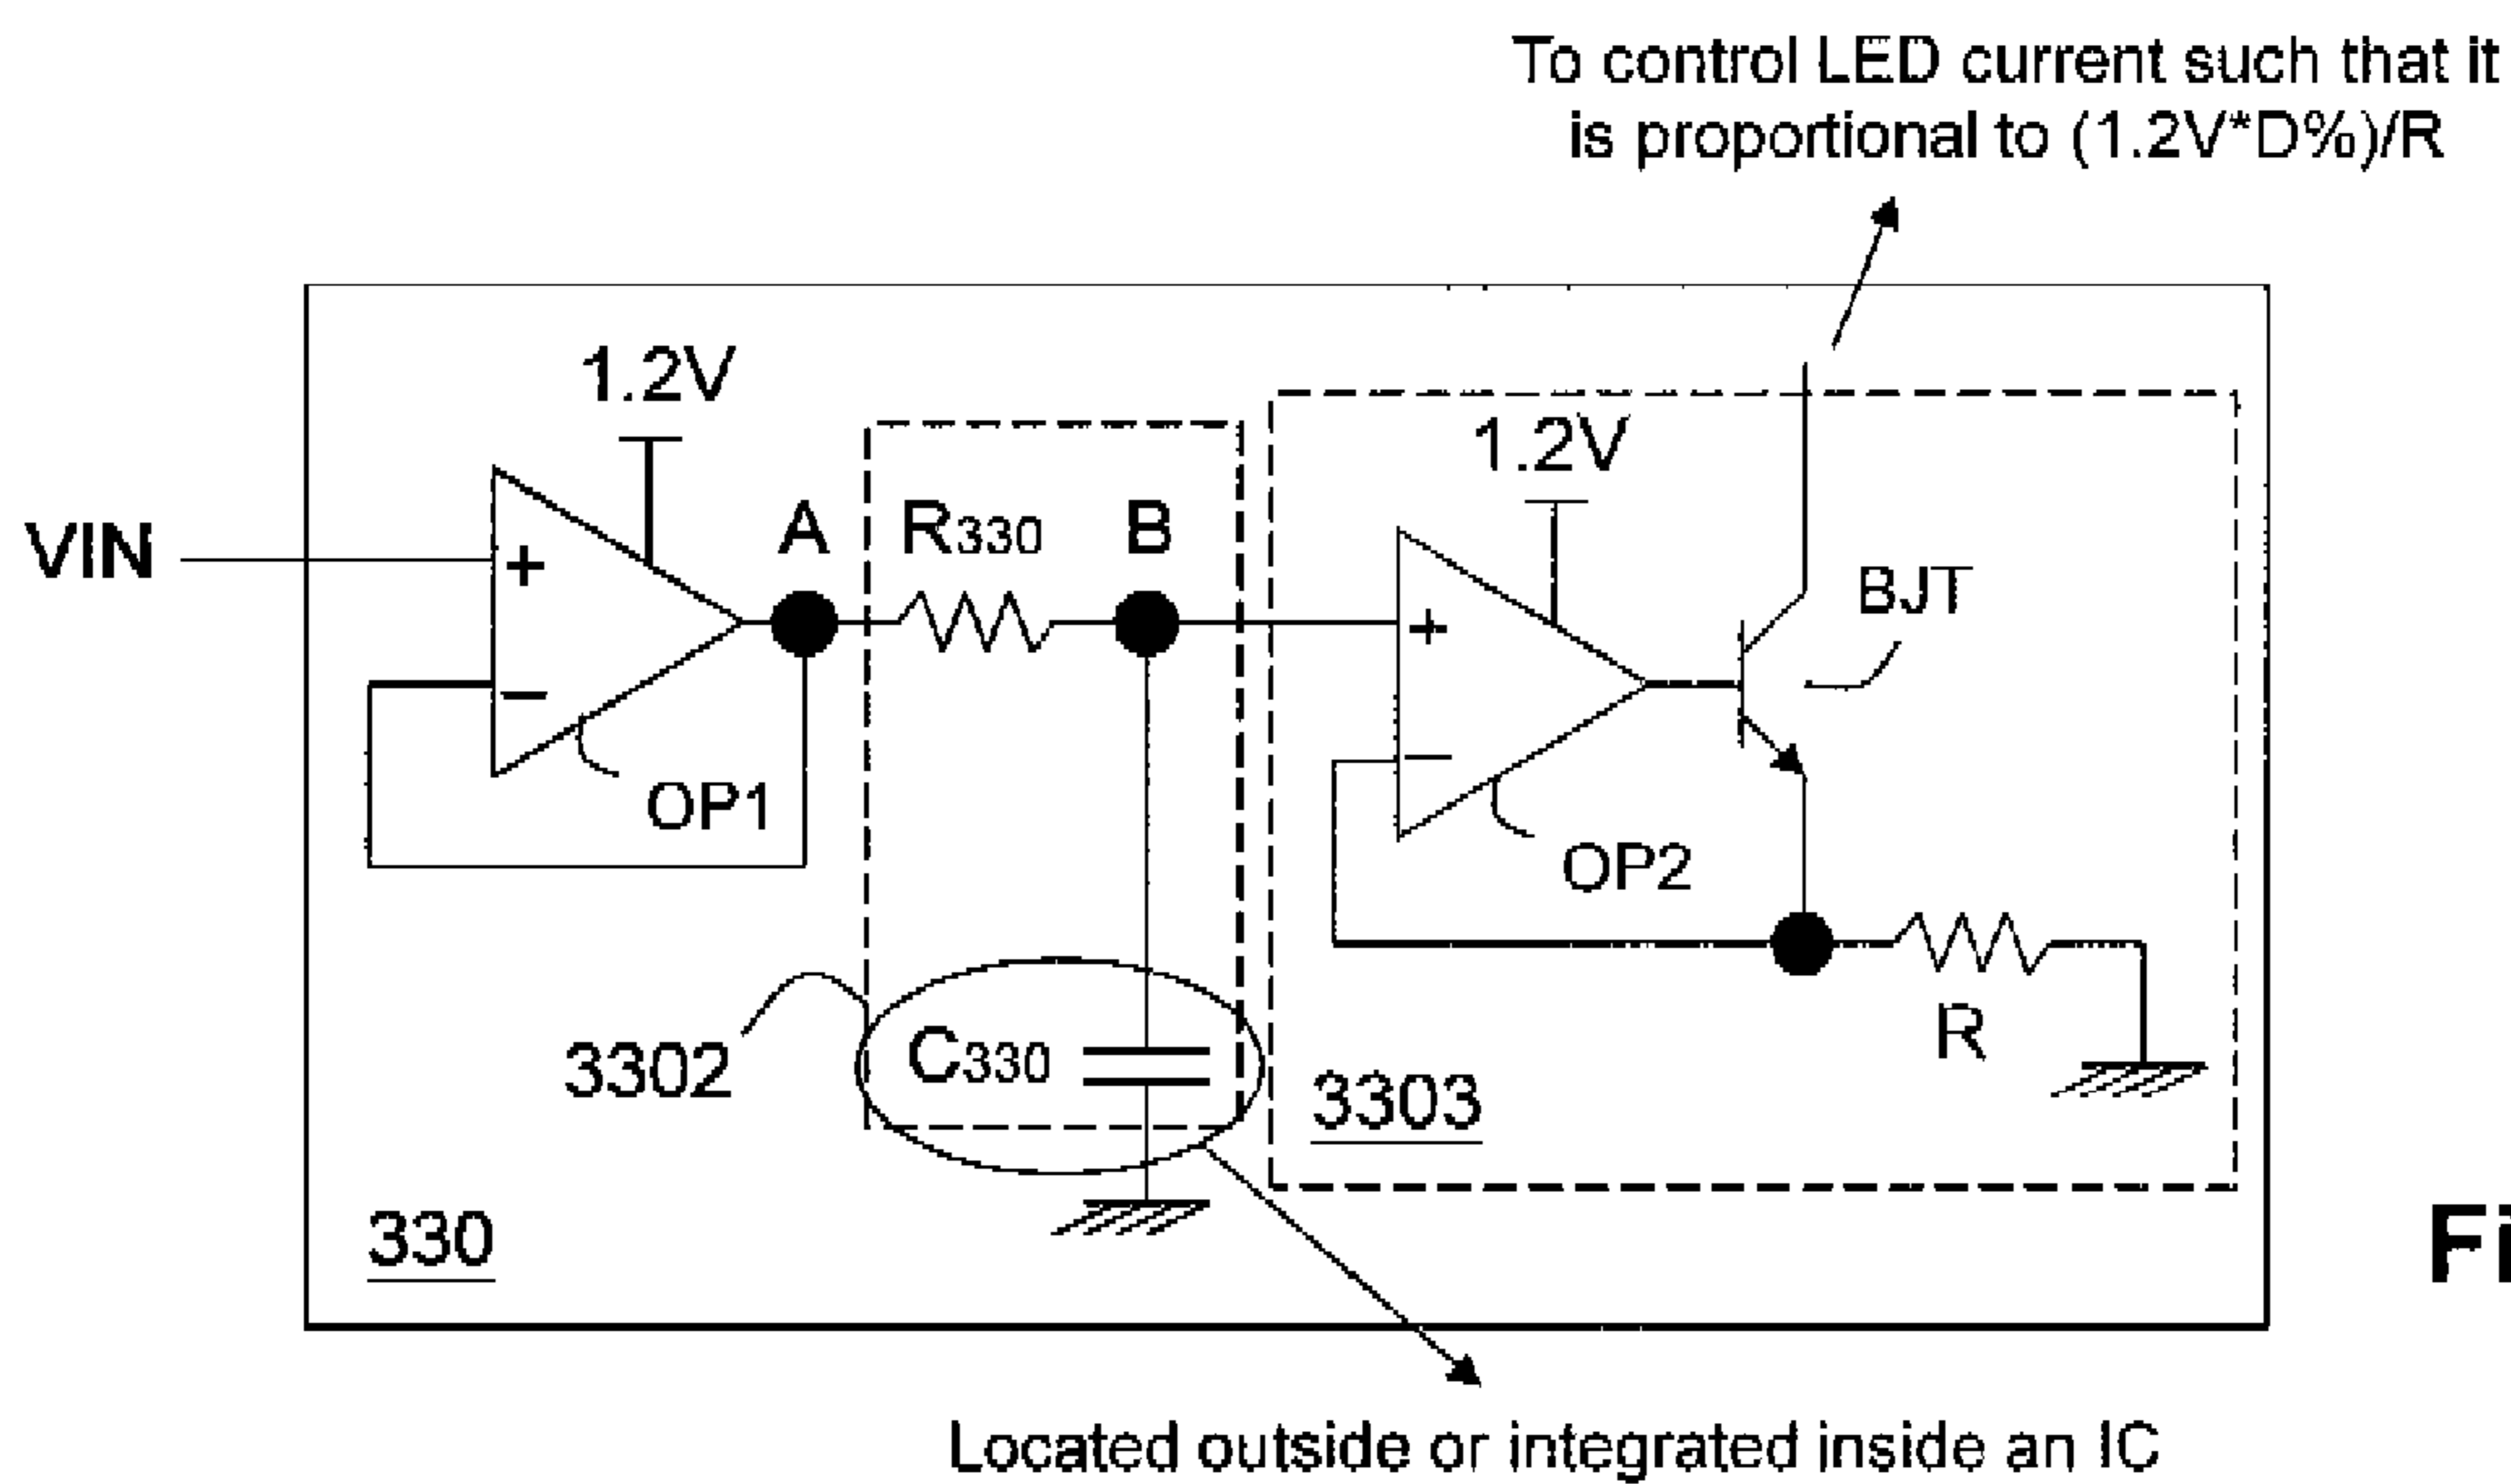 To control LED current such that it
is proportional to (1.2V*D%)/R
1.2V
1.2V
VIN
+
A
R330
B
+
BJT
−
OP1
−
OP2
3302
C330
3303
R
330
Fi
Located outside or integrated inside an IC